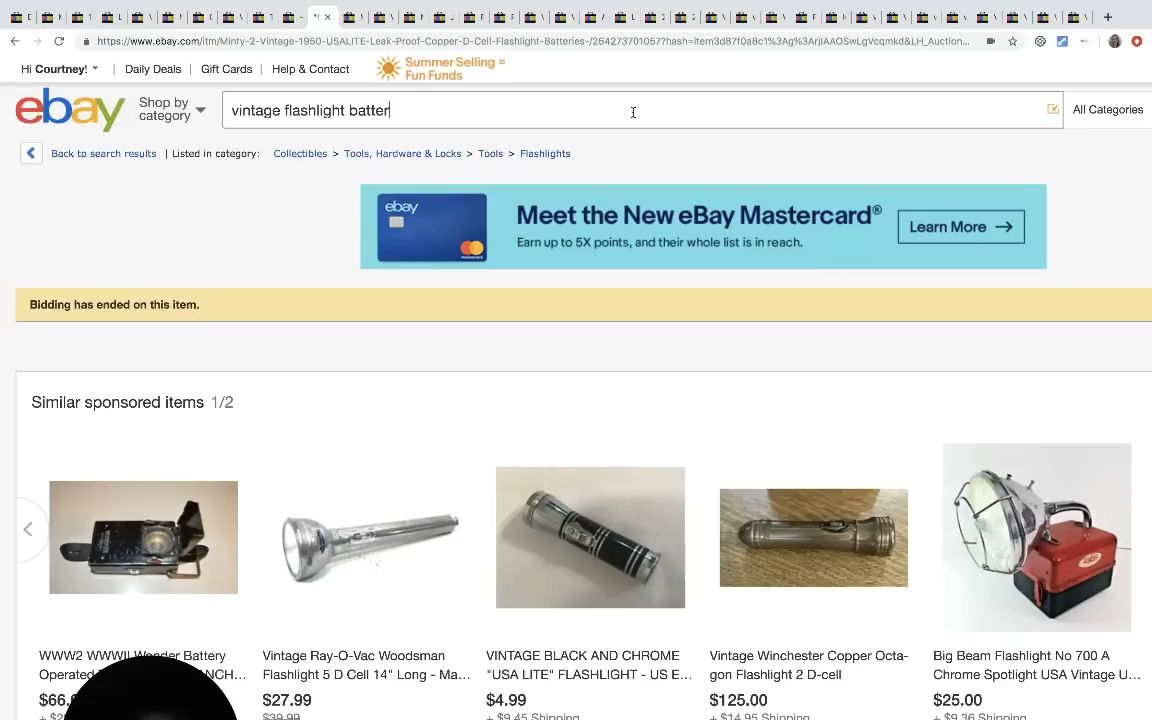 https://www.ebay.com/itm/Minty-2-Vintage-1950-USALITE-Leak-Proof-Copper-D-Cell-Flashlight-Batteries-/264273701057?hash=item3d87f0a8c1%3Ag%3ArjIAAOSwLgVcqmkd&LH_Auction...
Hi Courtney!
Daily Deals
Gift Cards
Help & Contact
Summer Selling =
Fun Funds
ebay
Shop by
category
vintage flashlight batter
All Categories
Back to search results | Listed in category: Collectibles > Tools, Hardware & Locks > Tools > Flashlights
ebay
Meet the New eBay Mastercard®
Earn up to 5X points, and their whole list is in reach.
Learn More →
Bidding has ended on this item.
Similar sponsored items 1/2
WWW2 WWWII Wonder Battery
Operated
NCH...
$66.
Vintage Ray-O-Vac Woodsman
Flashlight 5 D Cell 14" Long - Ma...
$27.99
$39.99
VINTAGE BLACK AND CHROME
"USA LITE" FLASHLIGHT - US E...
$4.99
+ $9.45 Shipping
Vintage Winchester Copper Octa-
gon Flashlight 2 D-cell
$125.00
+ $14.95 Shipping
Big Beam Flashlight No 700 A
Chrome Spotlight USA Vintage U...
$25.00
+ $9.36 Shipping